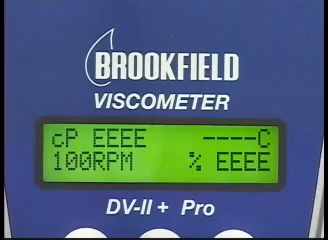 BROOKFIELD
VISCOMETER
cP EEEE ----C
100RPM % EEEE
DV-II+ Pro